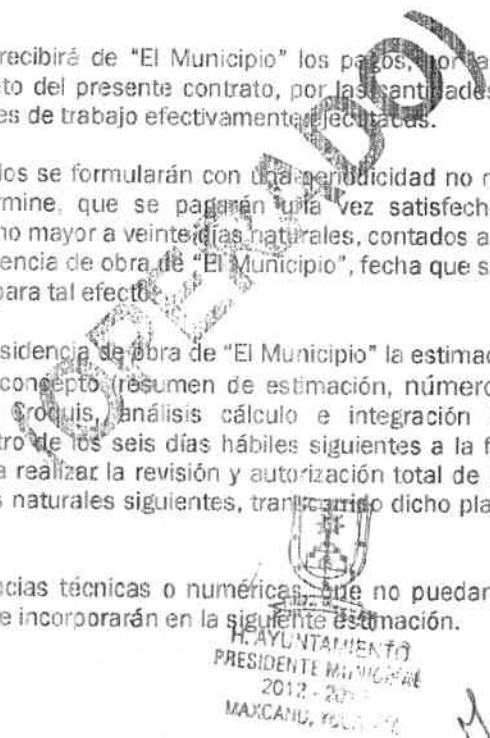 recibirá de "El Municipio" los pagos, por la
to del presente contrato, por las cantidades
es de trabajo efectivamente ejecutadas.
los se formularán con una periodicidad no m
ermine, que se pagarán una vez satisfech
no mayor a veinte días naturales, contados a
encia de obra de "El Municipio", fecha que s
para tal efecto.
sidencia de obra de "El Municipio" la estimac
concepto (resumen de estimación, número
Croquis, análisis cálculo e integración
tro de los seis días hábiles siguientes a la f
a realizar la revisión y autorización total de
s naturales siguientes, transcurrido dicho pla
ncias técnicas o numéricas, que no puedan
e incorporarán en la siguiente estimación.
(OPERADO)
H. AYUNTAMIENTO
PRESIDENTE MUNICIPAL
2012 - 20
MAXCANU,